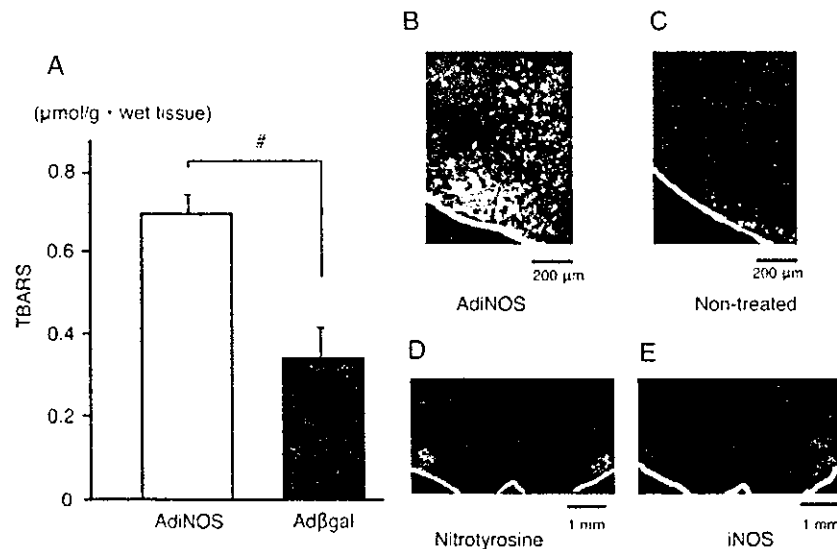 A
(μmol/g・wet tissue)
#
0.8
0.6
0.4
0.2
0
TBARS
AdiNOS
Adβgal
B
200 μm
AdiNOS
C
200 μm
Non-treated
D
1 mm
Nitrotyrosine
E
1 mm
iNOS